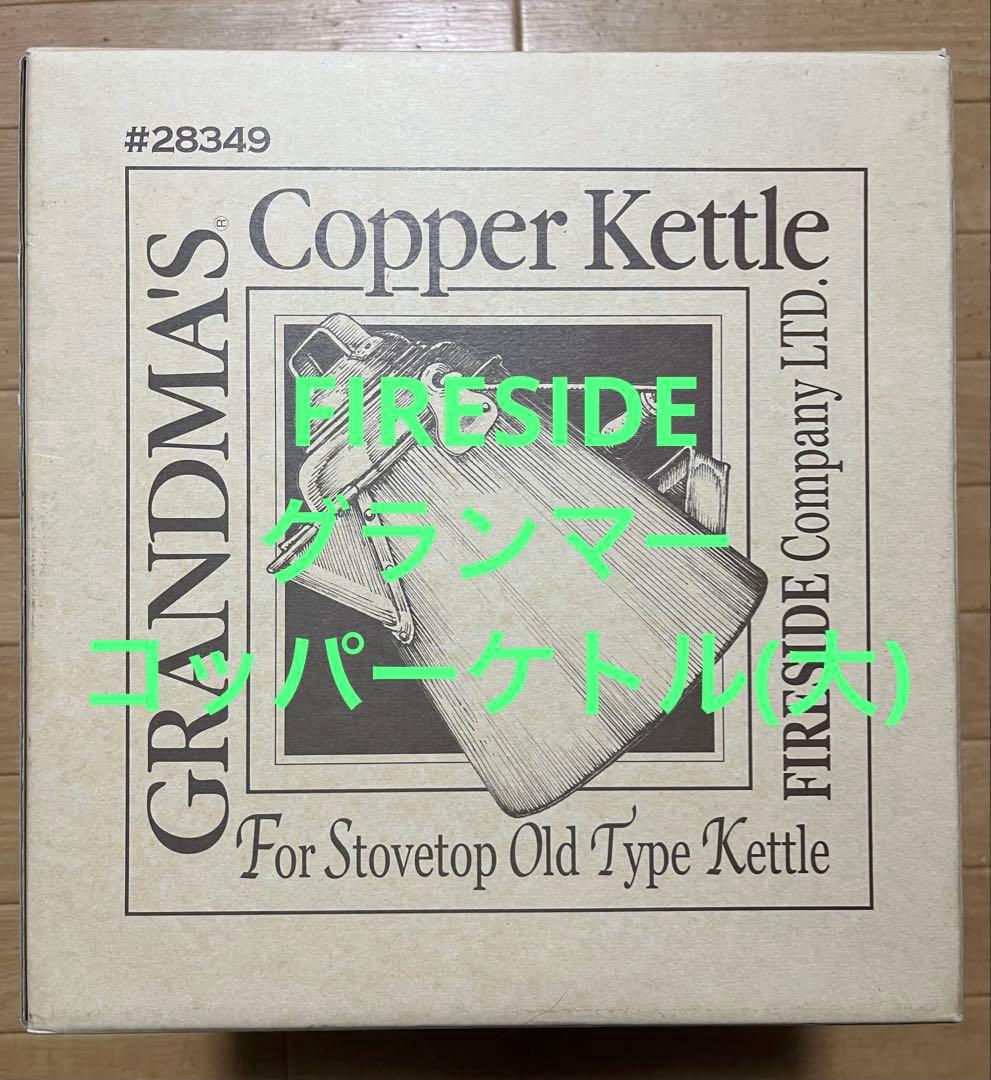 #28349
GRANDMA'S®
Copper Kettle
FIRESIDE Company LTD.
FIRESIDE
グランマー
コッパーケトル(大)
For Stovetop Old Type Kettle